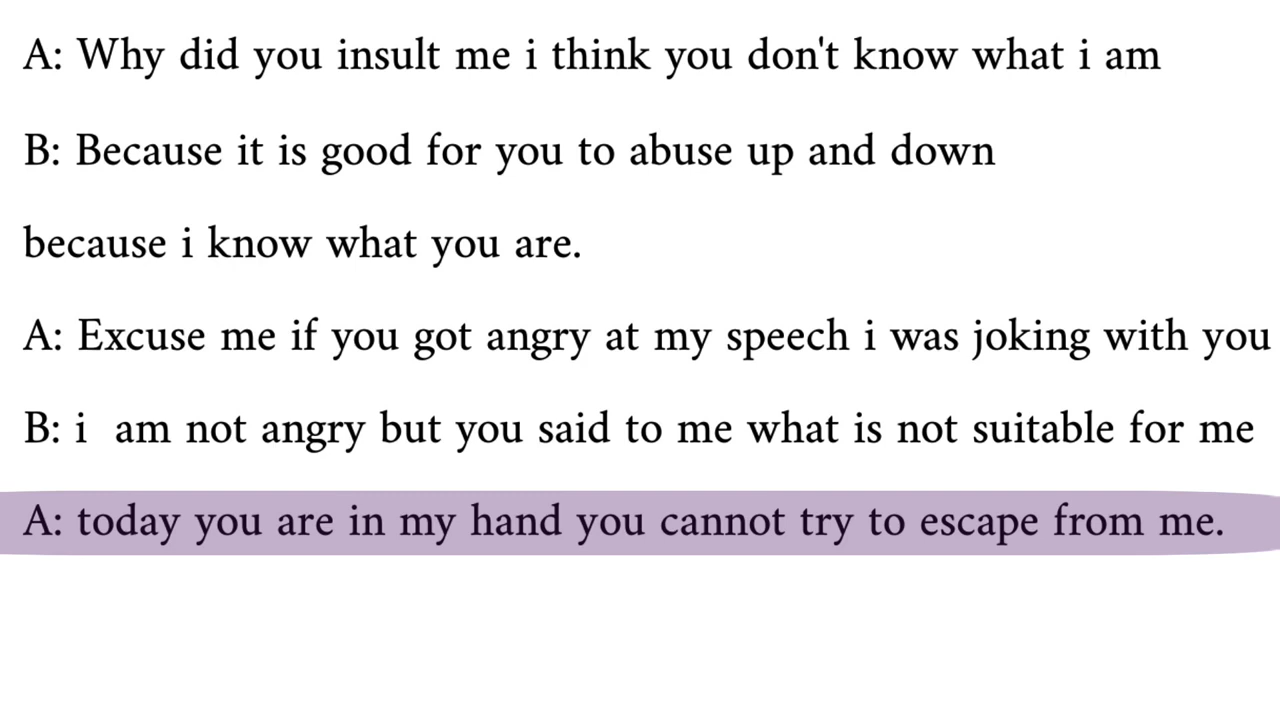 A: Why did you insult me i think you don't know what i am
B: Because it is good for you to abuse up and down
because i know what you are.
A: Excuse me if you got angry at my speech i was joking with you
B: i  am not angry but you said to me what is not suitable for me
A: today you are in my hand you cannot try to escape from me.